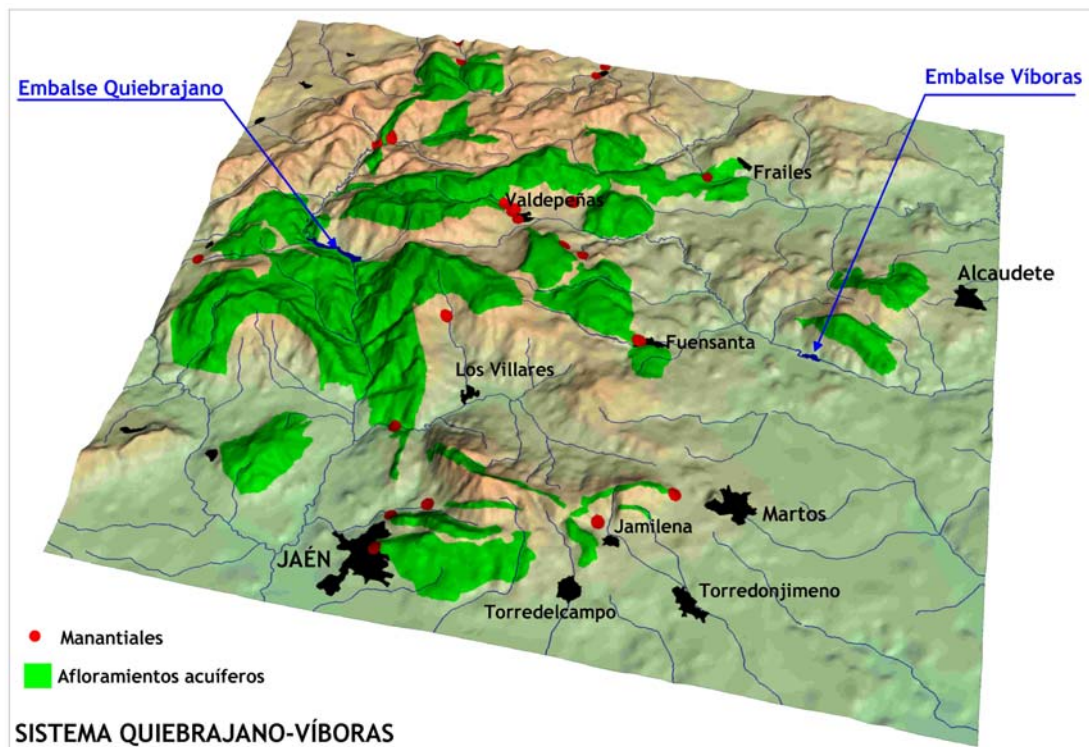 Embalse Quiebrajano
Embalse Víboras
Frailes
Valdepeñas
Alcaudete
Fuensanta
Los Villares
Martos
Jamilena
JAÉN
Torredelcampo
Torredonjimeno
Manantiales
Afloramientos acuíferos
SISTEMA QUIEBRAJANO-VÍBORAS